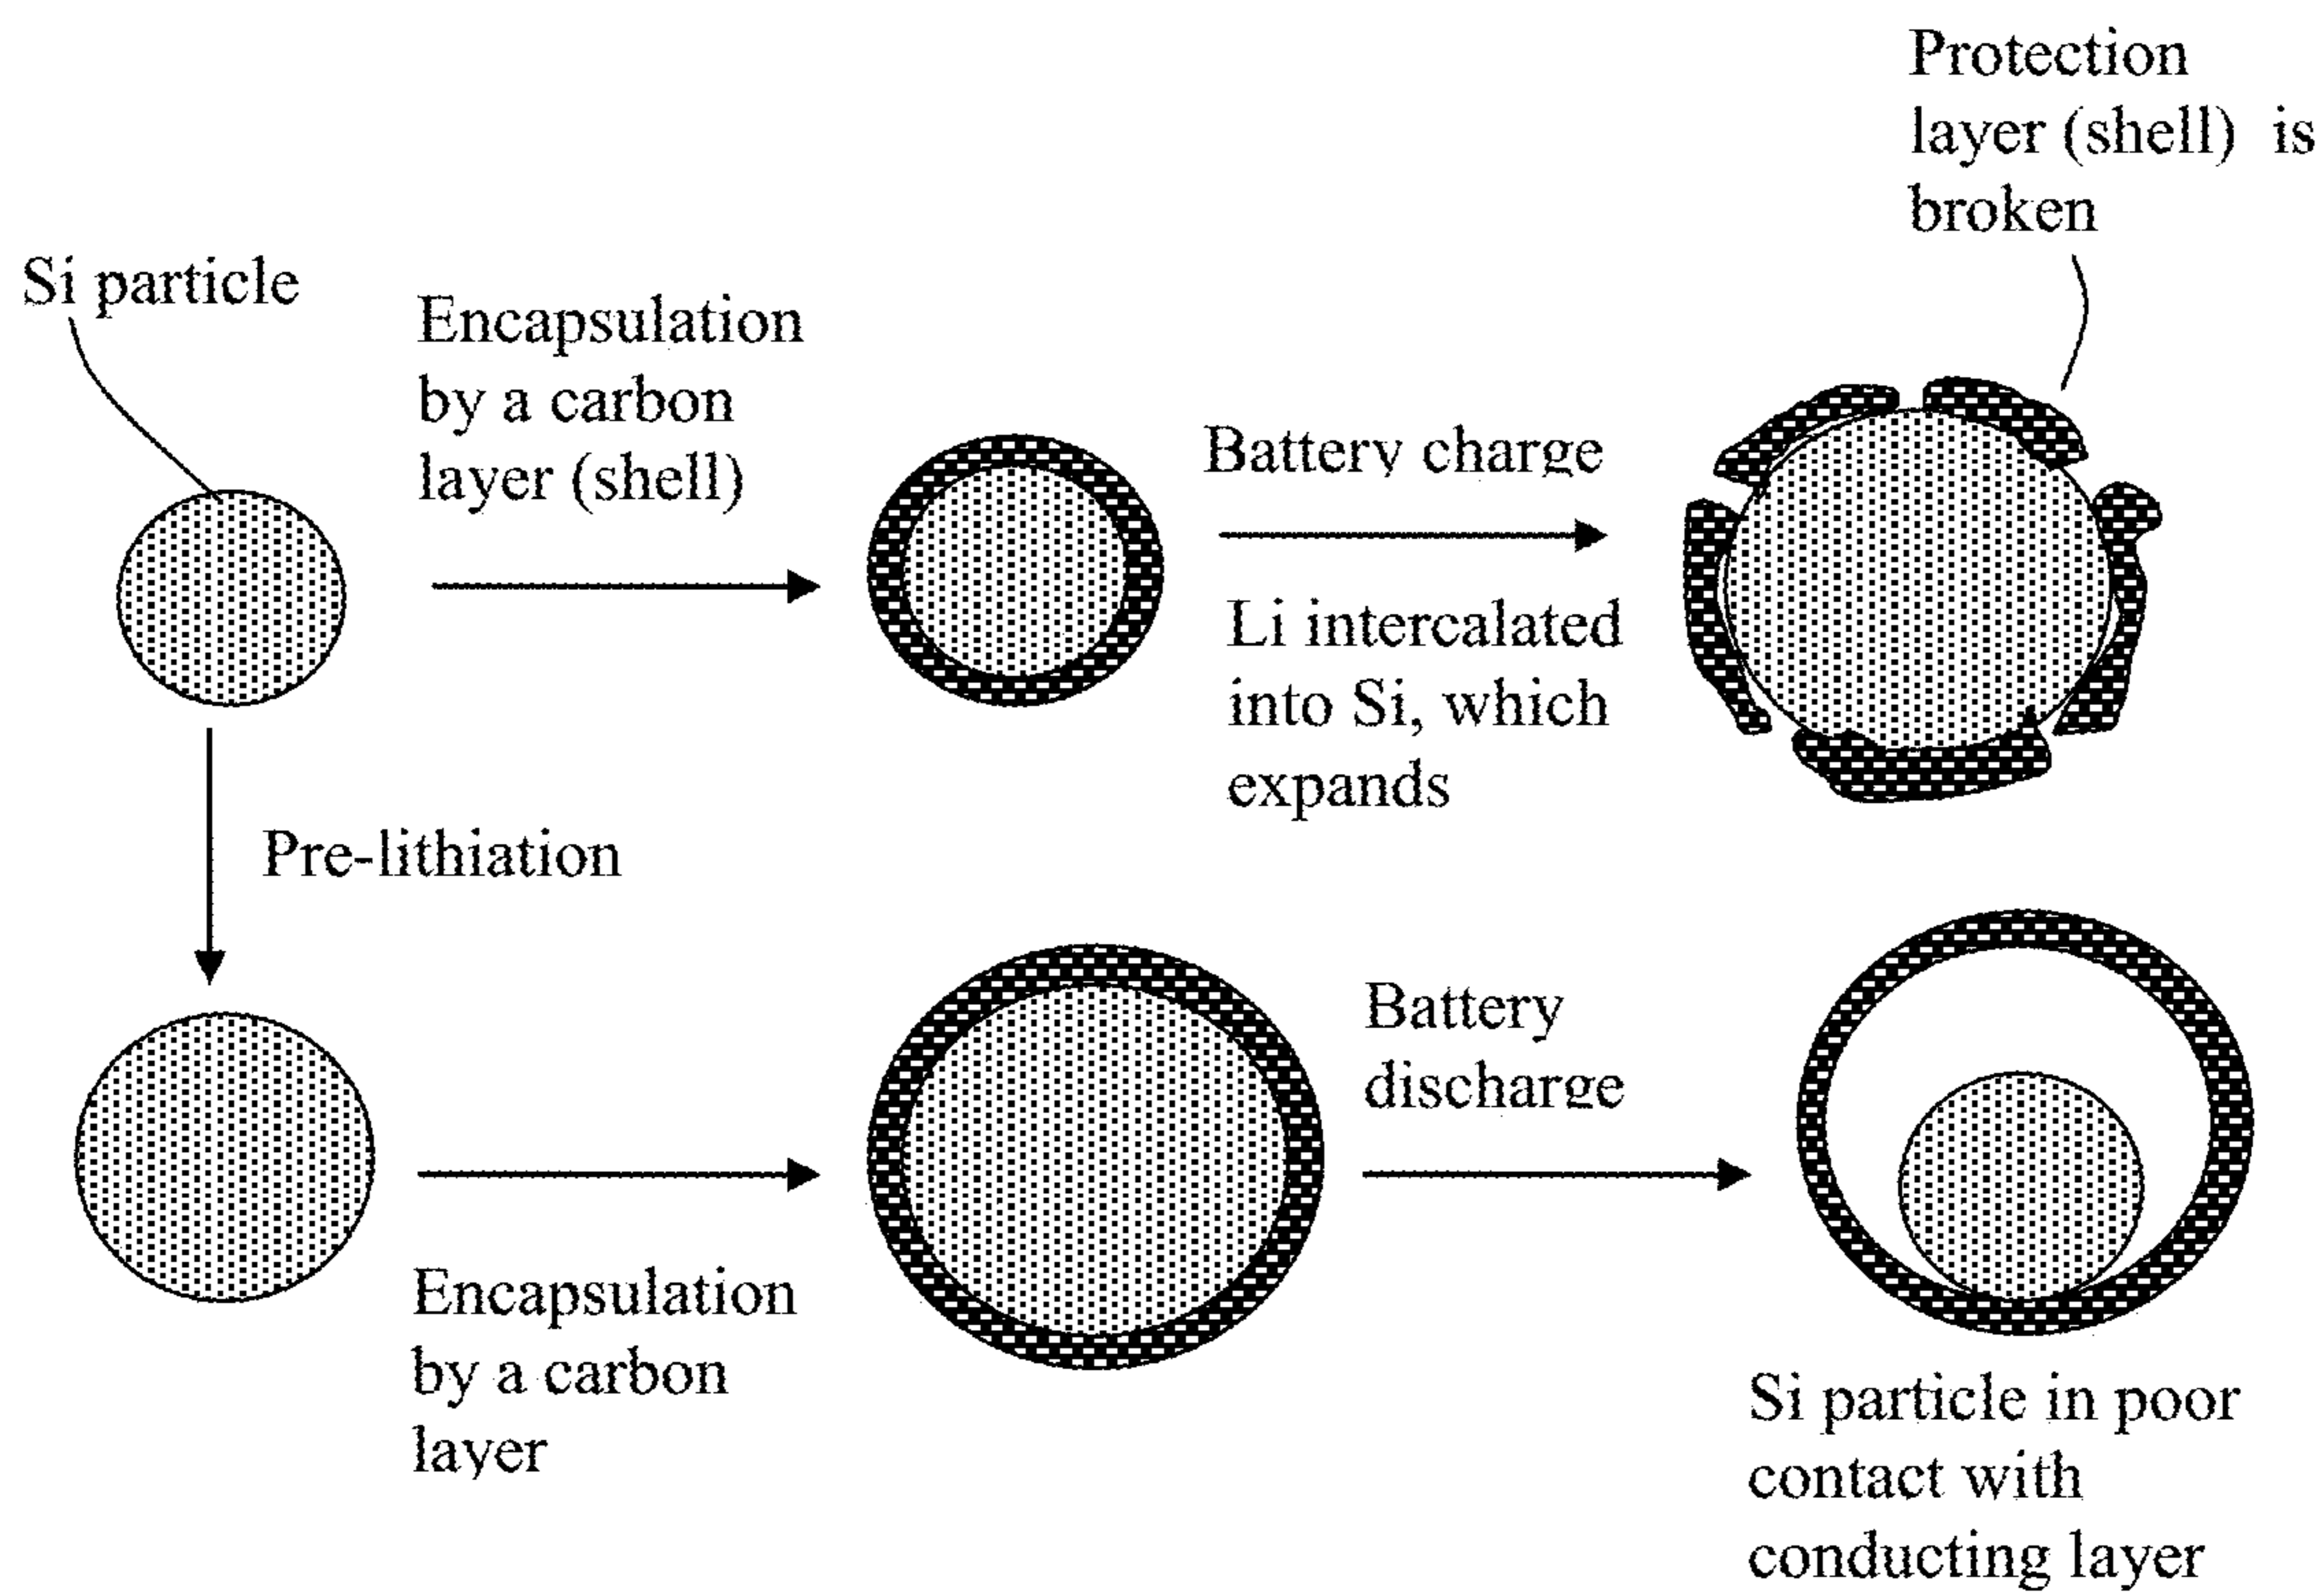 Protection
layer (shell) is
broken
Si particle
Encapsulation
by a carbon
layer (shell)
Battery charge
Li intercalated
into Si, which
expands
Pre-lithiation
Battery
discharge
Encapsulation
by a carbon
layer
Si particle in poor
contact with
conducting layer